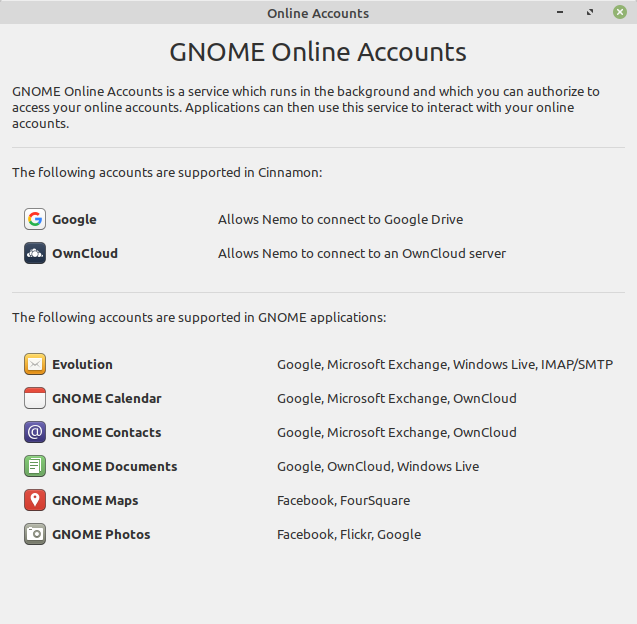 Online Accounts
GNOME Online Accounts
GNOME Online Accounts is a service which runs in the background and which you can authorize to
access your online accounts. Applications can then use this service to interact with your online
accounts.
The following accounts are supported in Cinnamon:
Google Allows Nemo to connect to Google Drive
OwnCloud Allows Nemo to connect to an OwnCloud server
The following accounts are supported in GNOME applications:
Evolution Google, Microsoft Exchange, Windows Live, IMAP/SMTP
GNOME Calendar Google, Microsoft Exchange, OwnCloud
GNOME Contacts Google, Microsoft Exchange, OwnCloud
GNOME Documents Google, OwnCloud, Windows Live
GNOME Maps Facebook, FourSquare
GNOME Photos Facebook, Flickr, Google